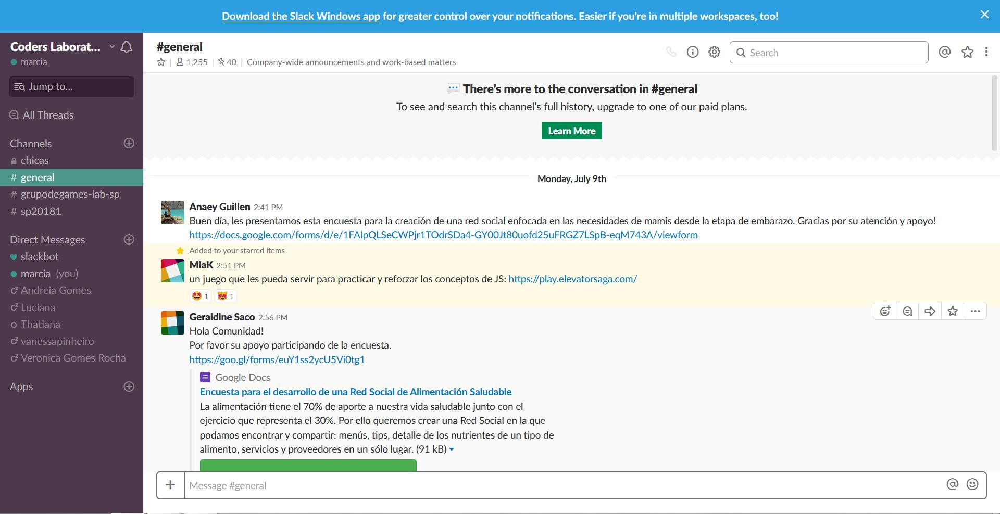 Download the Slack Windows app for greater control over your notifications. Easier if you’re in multiple workspaces, too!
Coders Laborat...
marcia
Jump to...
All Threads
Channels
chicas
# general
# grupodegames-lab-sp
# sp20181
Direct Messages
slackbot
marcia (you)
Andreia Gomes
Luciana
Thatiana
vanessapinheiro
Veronica Gomes Rocha
Apps
#general
1,255 | 40 | Company-wide announcements and work-based matters
Search
There’s more to the conversation in #general
To see and search this channel’s full history, upgrade to one of our paid plans.
Learn More
Monday, July 9th
Anaey Guillen 2:41 PM
Buen día, les presentamos esta encuesta para la creación de una red social enfocada en las necesidades de mamis desde la etapa de embarazo. Gracias por su atención y apoyo!
https://docs.google.com/forms/d/e/1FAIpQLSeCWPjr1TOdrSDa4-GY00Jt80uofd25uFRGZ7LSpB-eqM743A/viewform
Added to your starred items
MiaK 2:51 PM
un juego que les pueda servir para practicar y reforzar los conceptos de JS: https://play.elevatorsaga.com/
1 1
Geraldine Saco 2:56 PM
Hola Comunidad!
Por favor su apoyo participando de la encuesta.
https://goo.gl/forms/euY1ss2ycU5Vi0tg1
Google Docs
Encuesta para el desarrollo de una Red Social de Alimentación Saludable
La alimentación tiene el 70% de aporte a nuestra vida saludable junto con el
ejercicio que representa el 30%. Por ello queremos crear una Red Social en la que
podamos encontrar y compartir: menús, tips, detalle de los nutrientes de un tipo de
alimento, servicios y proveedores en un sólo lugar. (91 kB)
Message #general